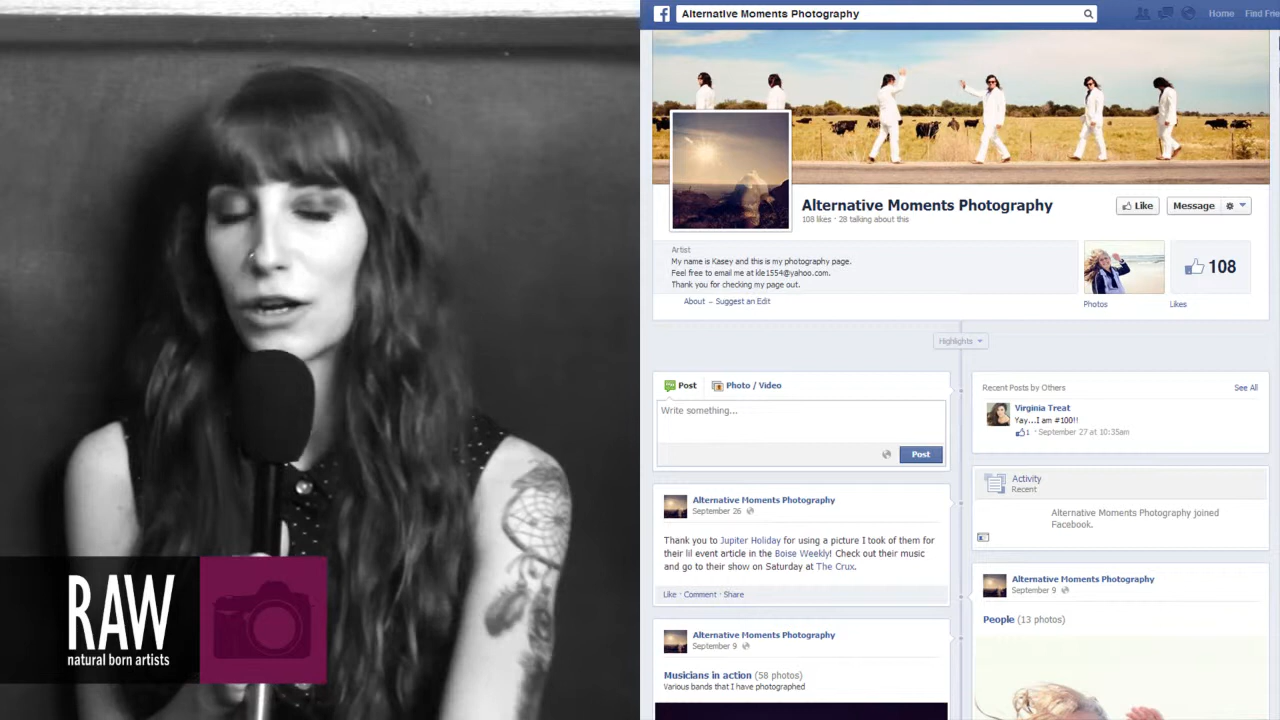 RAW
natural born artists
Alternative Moments Photography
Home
Find Frie
Alternative Moments Photography
108 likes · 28 talking about this
Like
Message
Artist
My name is Kasey and this is my photography page.
Feel free to email me at kle1554@yahoo.com.
Thank you for checking my page out.
About – Suggest an Edit
108
Photos
Likes
Highlights
Post
Photo / Video
Write something...
Post
Alternative Moments Photography
September 26
Thank you to Jupiter Holiday for using a picture I took of them for
their lil event article in the Boise Weekly! Check out their music
and go to their show on Saturday at The Crux.
Like · Comment · Share
Alternative Moments Photography
September 9
Musicians in action (58 photos)
Various bands that I have photographed
Recent Posts by Others
See All
Virginia Treat
Yay...I am #100!!
1 · September 27 at 10:35am
Activity
Recent
Alternative Moments Photography joined
Facebook.
Alternative Moments Photography
September 9
People (13 photos)